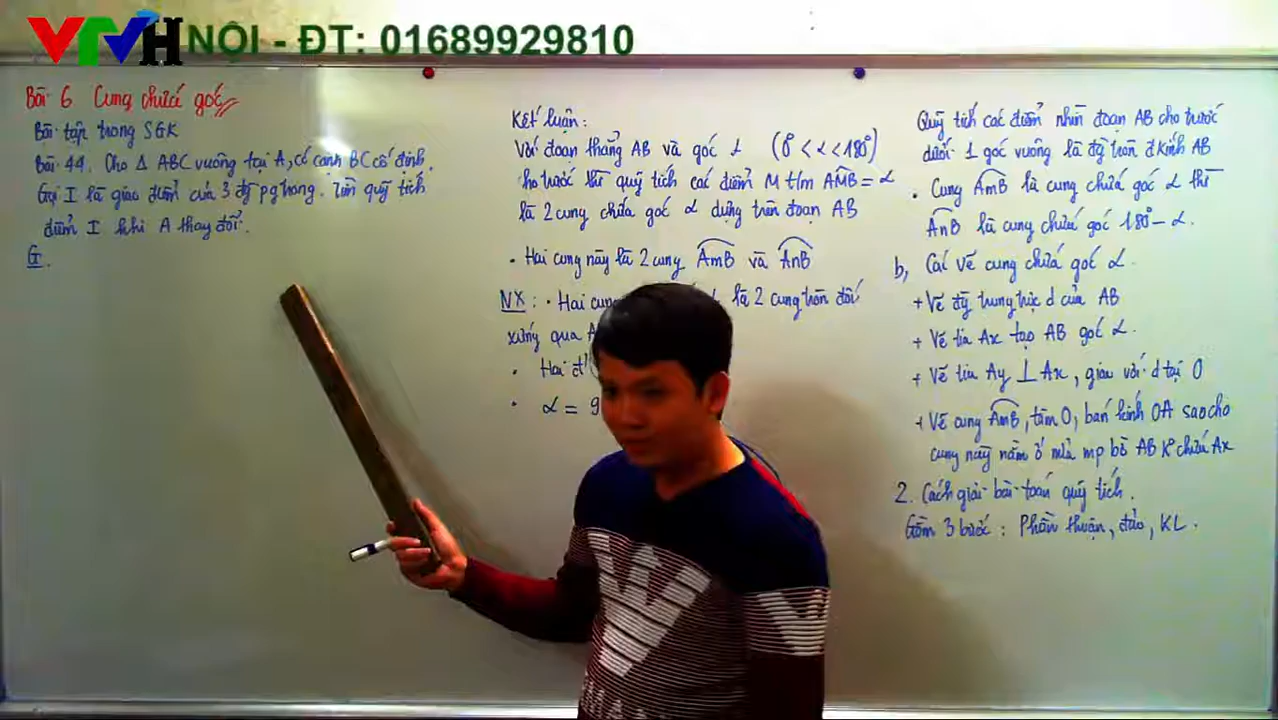 VTVH NỘI - ĐT: 01689929810
Bài 6 Cung chứa góc
Bài tập trong SGK
Bài 44. Cho Δ ABC vuông tại A, có cạnh BC cố định.
Gọi I là giao điểm của 3 đg pg trong. Tìm quỹ tích
điểm I khi A thay đổi.
G.
Kết luận:
Với đoạn thẳng AB và góc α (0° < α < 180°)
cho trước thì quỹ tích các điểm M t/m AMB = α
là 2 cung chứa góc α dựng trên đoạn AB
• Hai cung này là 2 cung AmB và AnB
NX : • Hai cung là 2 cung tròn đối
xứng qua A
• Hai đ
• α = 9
Quỹ tích các điểm nhìn đoạn AB cho trước
dưới 1 góc vuông là đg tròn đkính AB
• Cung AmB là cung chứa góc α thì
AnB là cung chứa góc 180° - α.
b, Cách vẽ cung chứa góc α.
+ Vẽ đg trung trực d của AB
+ Vẽ tia Ax tạo AB góc α.
+ Vẽ tia Ay ⊥ Ax, giao với d tại O
+ Vẽ cung AmB, tâm O, bán kính OA sao cho
cung này nằm ở nửa mp bờ AB K° chứa Ax
2. Cách giải bài toán quỹ tích.
Gồm 3 bước : Phần thuận, đảo, KL.